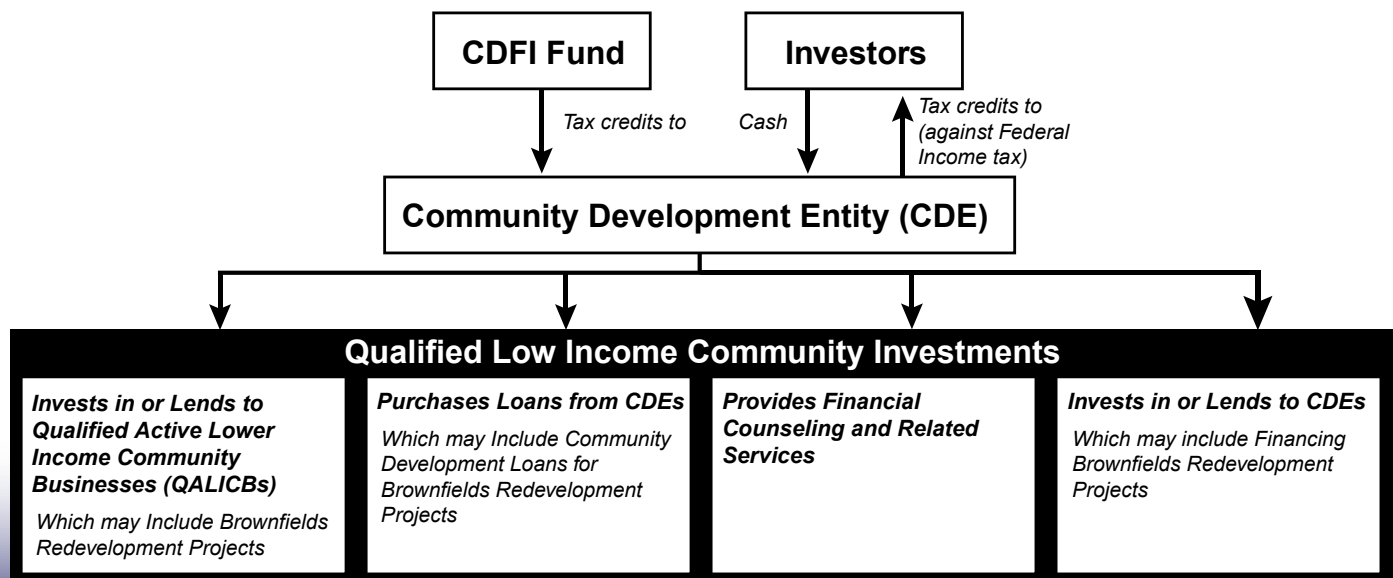 CDFI Fund
Investors
Tax credits to
Cash
Tax credits to
(against Federal
Income tax)
Community Development Entity (CDE)
Qualified Low Income Community Investments
Invests in or Lends to
Qualified Active Lower
Income Community
Businesses (QALICBs)
Which may Include Brownfields
Redevelopment Projects
Purchases Loans from CDEs
Which may Include Community
Development Loans for
Brownfields Redevelopment
Projects
Provides Financial
Counseling and Related
Services
Invests in or Lends to CDEs
Which may include Financing
Brownfields Redevelopment
Projects